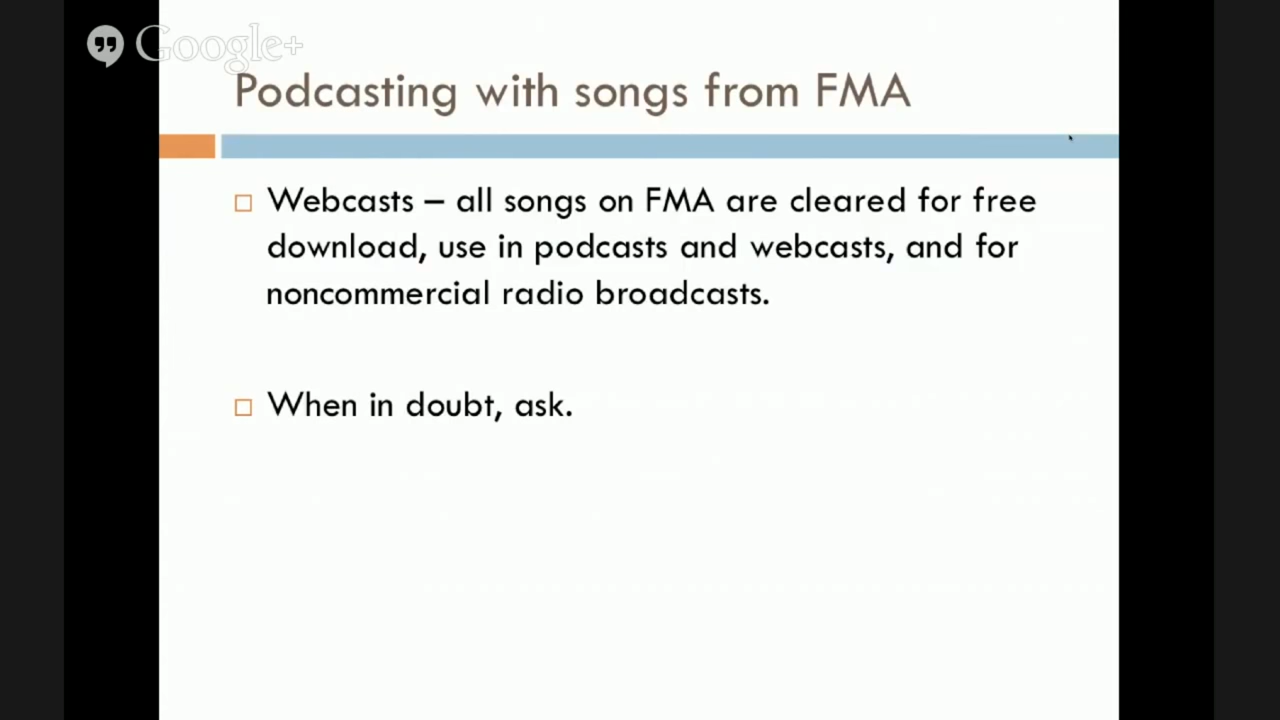 Google+
Podcasting with songs from FMA
Webcasts – all songs on FMA are cleared for free
download, use in podcasts and webcasts, and for
noncommercial radio broadcasts.
When in doubt, ask.